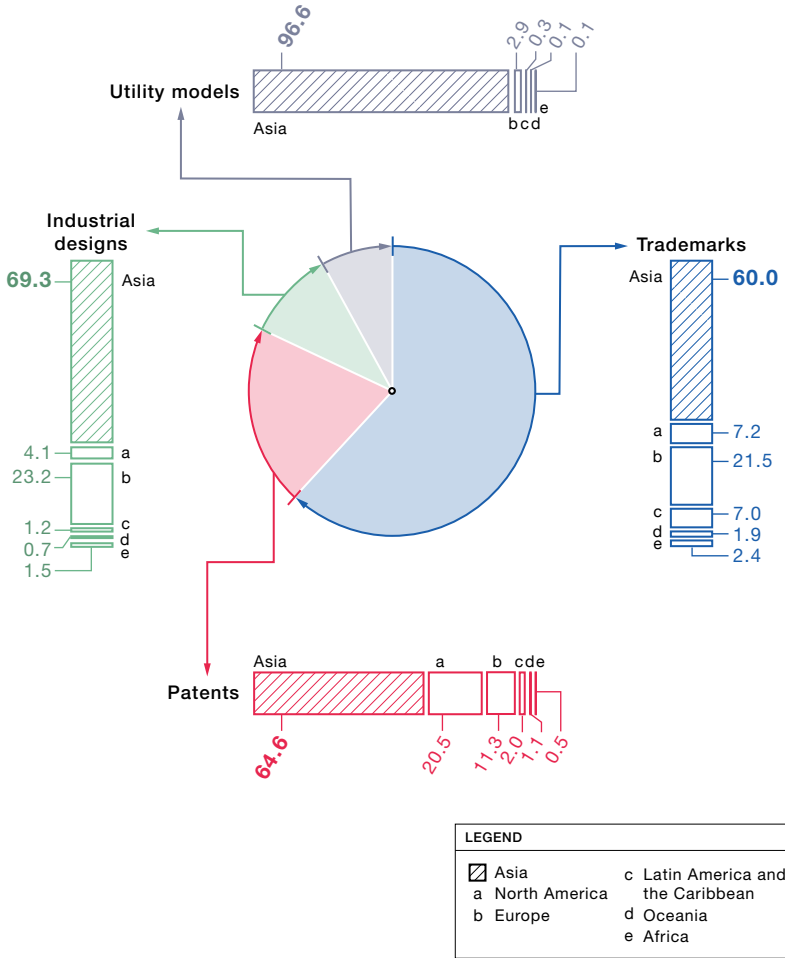 96.6
2.9
0.3
0.1
0.1
Utility models
Asia
b c d e
Industrial
designs
69.3
Asia
4.1 a
23.2 b
1.2 c
0.7 d
1.5 e
Trademarks
Asia
60.0
a 7.2
b 21.5
c 7.0
d 1.9
e 2.4
Asia a b c d e
Patents
64.6
20.5
11.3
2.0
1.1
0.5
LEGEND
Asia
a North America
b Europe
c Latin America and
the Caribbean
d Oceania
e Africa